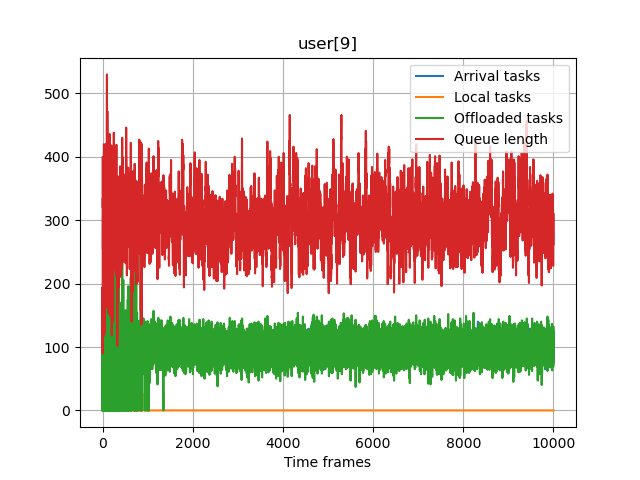 user[9]
Arrival tasks
Local tasks
Offloaded tasks
Queue length
500
400
300
200
100
0
0 2000 4000 6000 8000 10000
Time frames